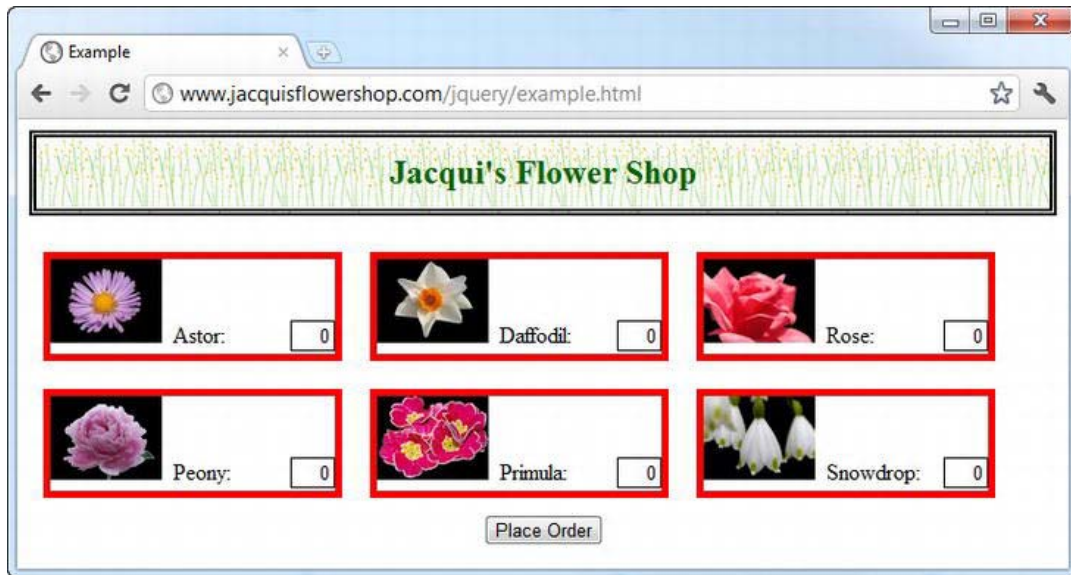 Example
www.jacquisflowershop.com/jquery/example.html
Jacqui's Flower Shop
Astor: 0
Daffodil: 0
Rose: 0
Peony: 0
Primula: 0
Snowdrop: 0
Place Order